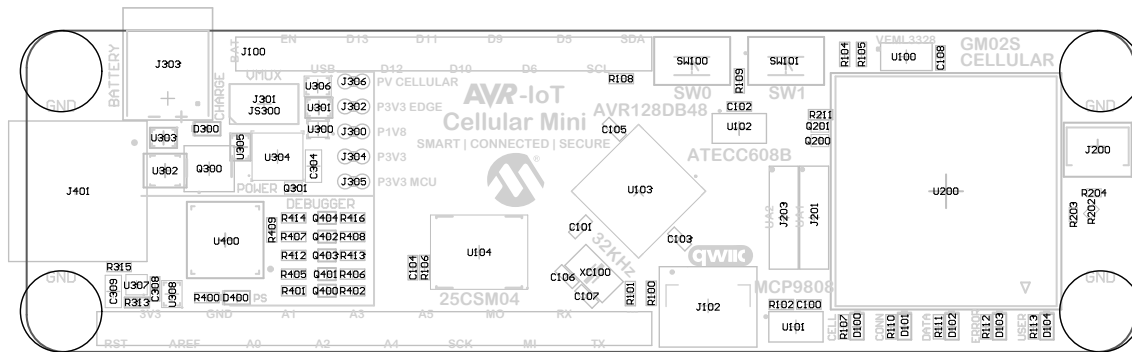 BATTERY
J303
BAT
J100
EN
D13
D11
D9
D5
SDA
SW100
SW0
SW101
SW1
R109
R104
R105
VEML3328
U100
C108
GM02S
CELLULAR
GND
GND
CHARGE
VMUX
J301
JS300
USB
D12
D10
D6
SCL
R108
U306
U301
U300
J306
PV CELLULAR
J302
P3V3 EDGE
J300
P1V8
J304
P3V3
J305
P3V3 MCU
AVR-IoT
Cellular Mini
SMART | CONNECTED | SECURE
AVR128DB48
C105
C102
U102
ATECC608B
R211
Q201
Q200
D300
U303
U302
Q300
U305
U304
C304
POWER
Q301
J401
U103
J203
UA2
J201
UA1
U200
J200
R204
R203
R202
DEBUGGER
U400
R409
R414
Q404
R416
R407
Q402
R408
R412
Q403
R413
R405
Q401
R406
R401
Q400
R402
U104
25CSM04
C104
R106
C101
C103
32KHz
XC100
C106
C107
R101
R100
qwiic
J102
MCP9808
R102
C100
U101
GND
GND
R315
C309
U307
R313
C308
U308
R400
D400
PS
3V3
GND
A1
A3
A5
MO
RX
RST
AREF
A0
A2
A4
SCK
MI
TX
CELL
R107
D100
CONN
R110
D101
DATA
R111
D102
ERROR
R112
D103
USER
R113
D104